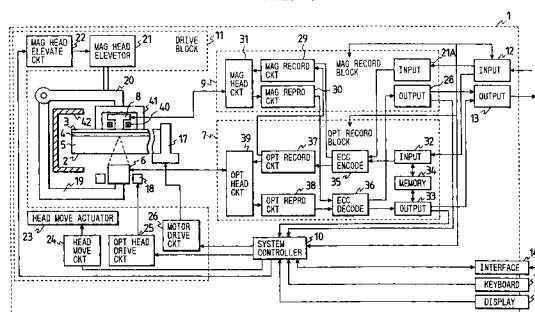 1
22
MAG HEAD
ELEVATE CKT
21
MAG HEAD
ELEVETOR
DRIVE
BLOCK
11
31
MAG HEAD
CKT
29
MAG RECORD
CKT
MAG REPRO
CKT
30
MAG RECORD
BLOCK
21A
INPUT
28
OUTPUT
12
INPUT
OUTPUT
13
9
20
8
41
40
42
3
4
5
2
17
6
18
19
7
OPT RECORD
BLOCK
39
OPT HEAD
CKT
37
OPT RECORD
CKT
38
OPT REPRO
CKT
ECC
ENCODE
35
36
ECC
DECODE
32
INPUT
34
MEMORY
33
OUTPUT
HEAD MOVE ACTUATOR
23
24
HEAD
MOVE
CKT
25
OPT HEAD
DRIVE
CKT
26
MOTOR
DRIVE
CKT
10
SYSTEM
CONTROLLER
14
INTERFACE
KEYBOARD
DISPLAY